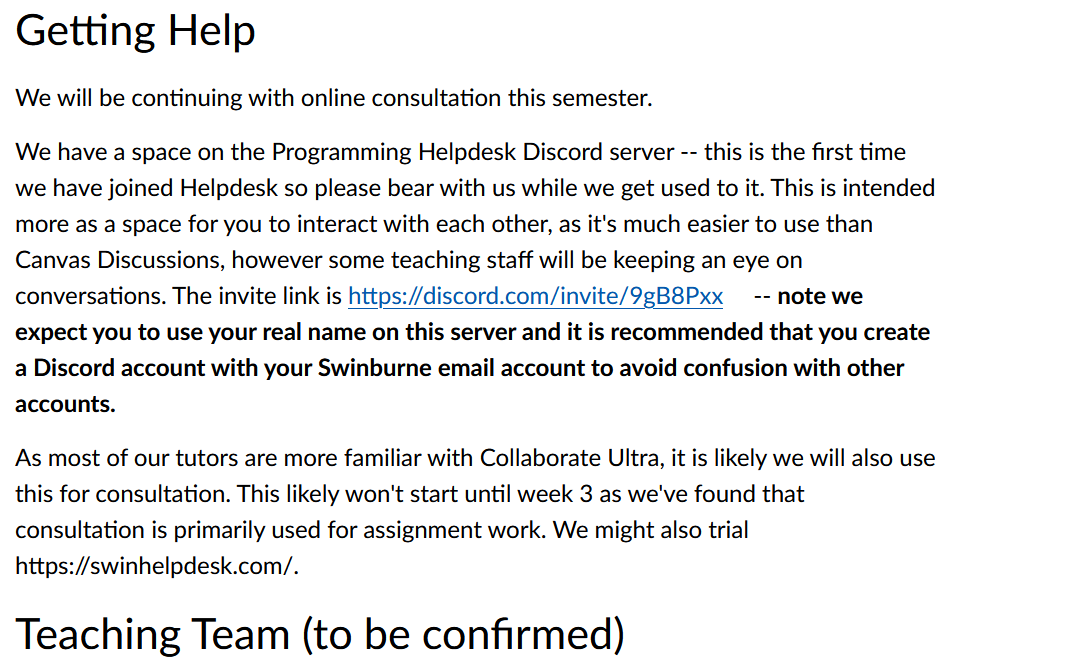 Getting Help
We will be continuing with online consultation this semester.
We have a space on the Programming Helpdesk Discord server -- this is the first time
we have joined Helpdesk so please bear with us while we get used to it. This is intended
more as a space for you to interact with each other, as it's much easier to use than
Canvas Discussions, however some teaching staff will be keeping an eye on
conversations. The invite link is https://discord.com/invite/9gB8Pxx -- note we
expect you to use your real name on this server and it is recommended that you create
a Discord account with your Swinburne email account to avoid confusion with other
accounts.
As most of our tutors are more familiar with Collaborate Ultra, it is likely we will also use
this for consultation. This likely won't start until week 3 as we've found that
consultation is primarily used for assignment work. We might also trial
https://swinhelpdesk.com/.
Teaching Team (to be confirmed)